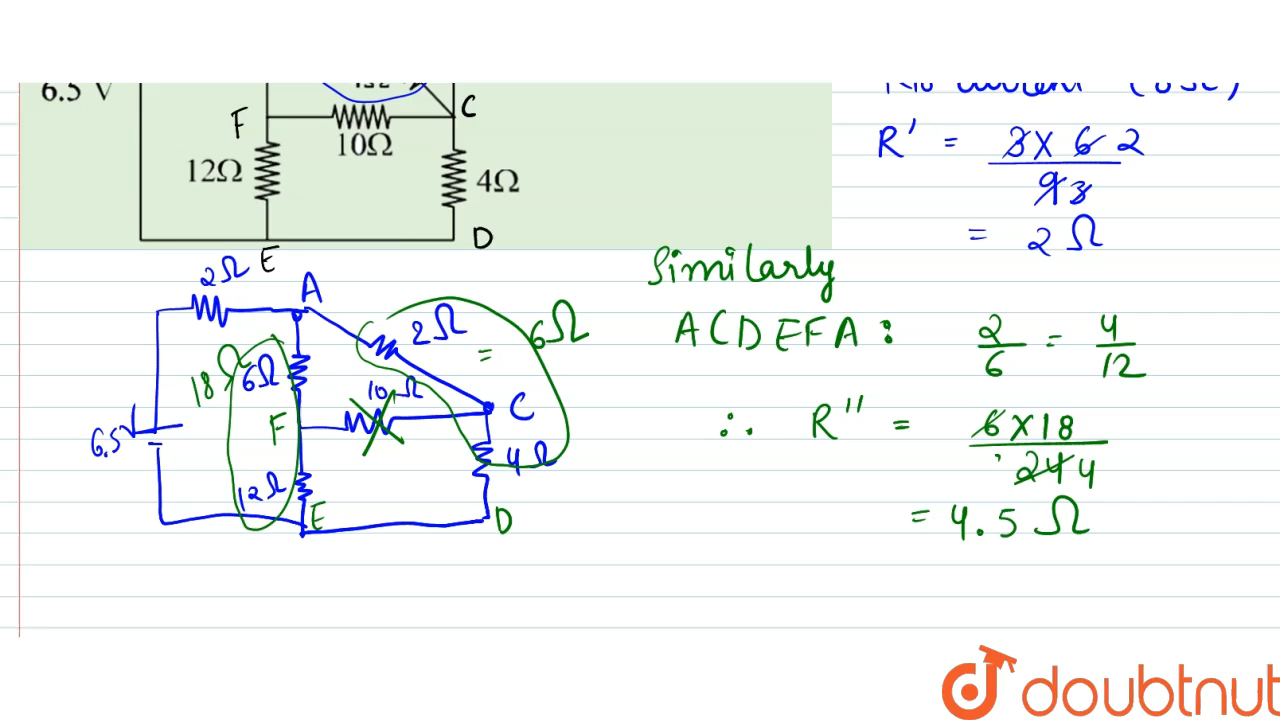 6.5 V
F
C
10Ω
12Ω
4Ω
E
D
R' = 3 X 6 2
9 3
= 2 Ω
2Ω
A
2Ω
= 6Ω
18 Ω
6Ω
10 Ω
F
C
6.5
4Ω
12Ω
E
D
Similarly
ACDEFA : 2/6 = 4/12
∴ R'' = 6 X 18
24 4
= 4.5 Ω
doubtnut